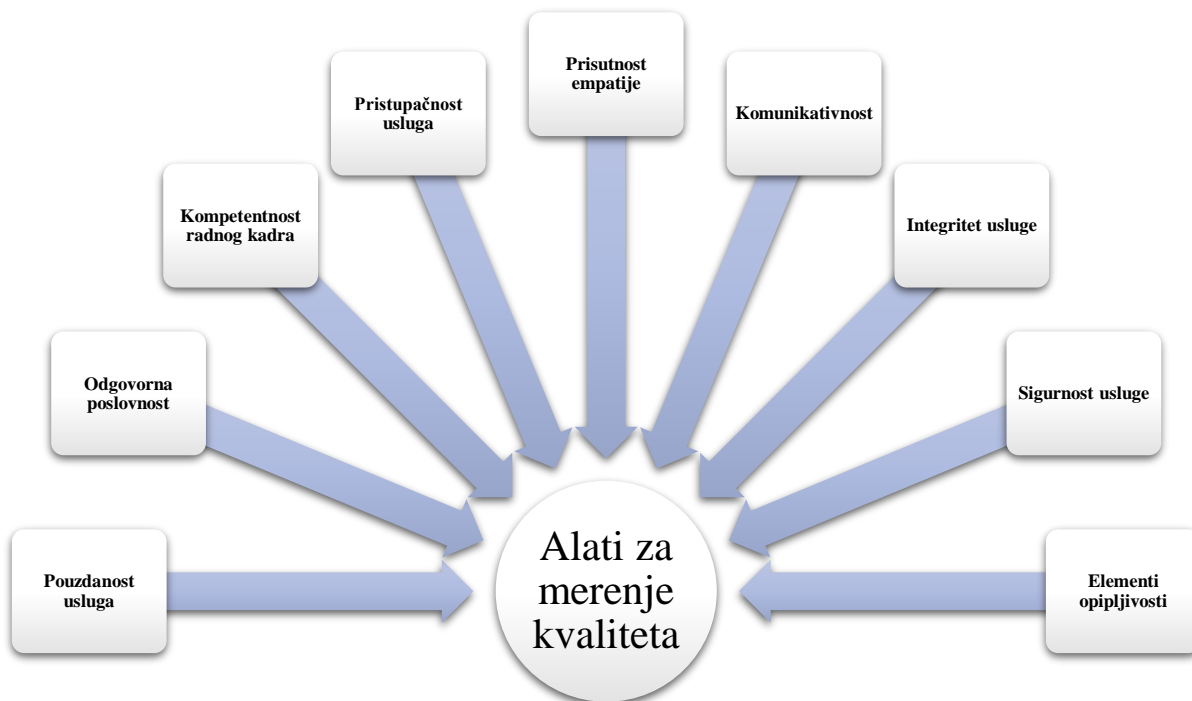 Prisutnost
empatije
Pristupačnost
usluga
Komunikativnost
Kompetentnost
radnog kadra
Integritet usluge
Odgovorna
poslovnost
Sigurnost usluge
Pouzdanost
usluga
Alati za
merenje
kvaliteta
Elementi
opipljivosti